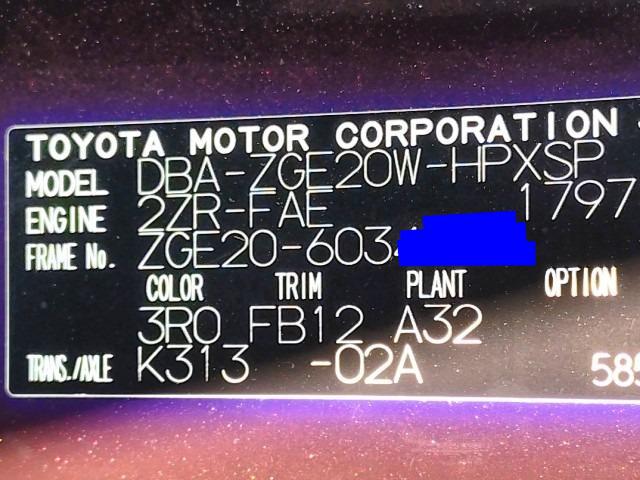 TOYOTA MOTOR CORPORATION
MODEL DBA-ZGE20W-HPXSP
ENGINE 2ZR-FAE 1797
FRAME No. ZGE20-6034
COLOR TRIM PLANT OPTION
3R0 FB12 A32
TRANS./AXLE K313 -02A 585